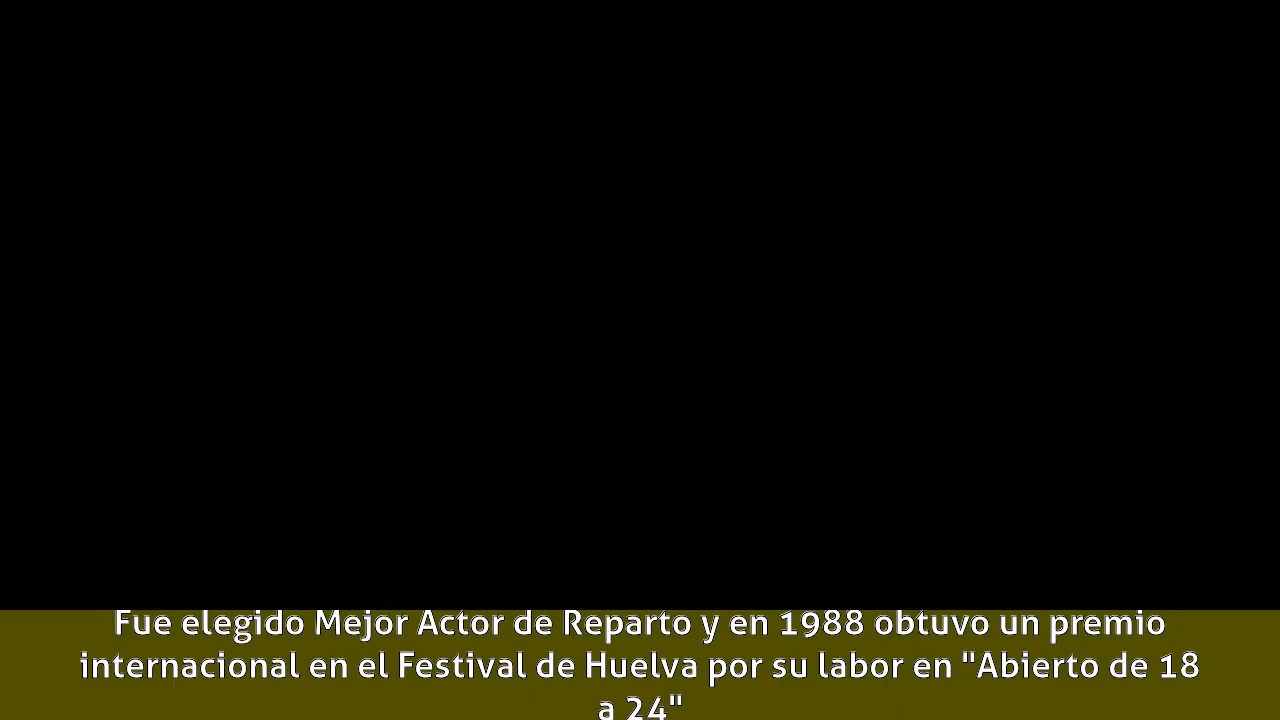 Fue elegido Mejor Actor de Reparto y en 1988 obtuvo un premio
internacional en el Festival de Huelva por su labor en "Abierto de 18
a 24"